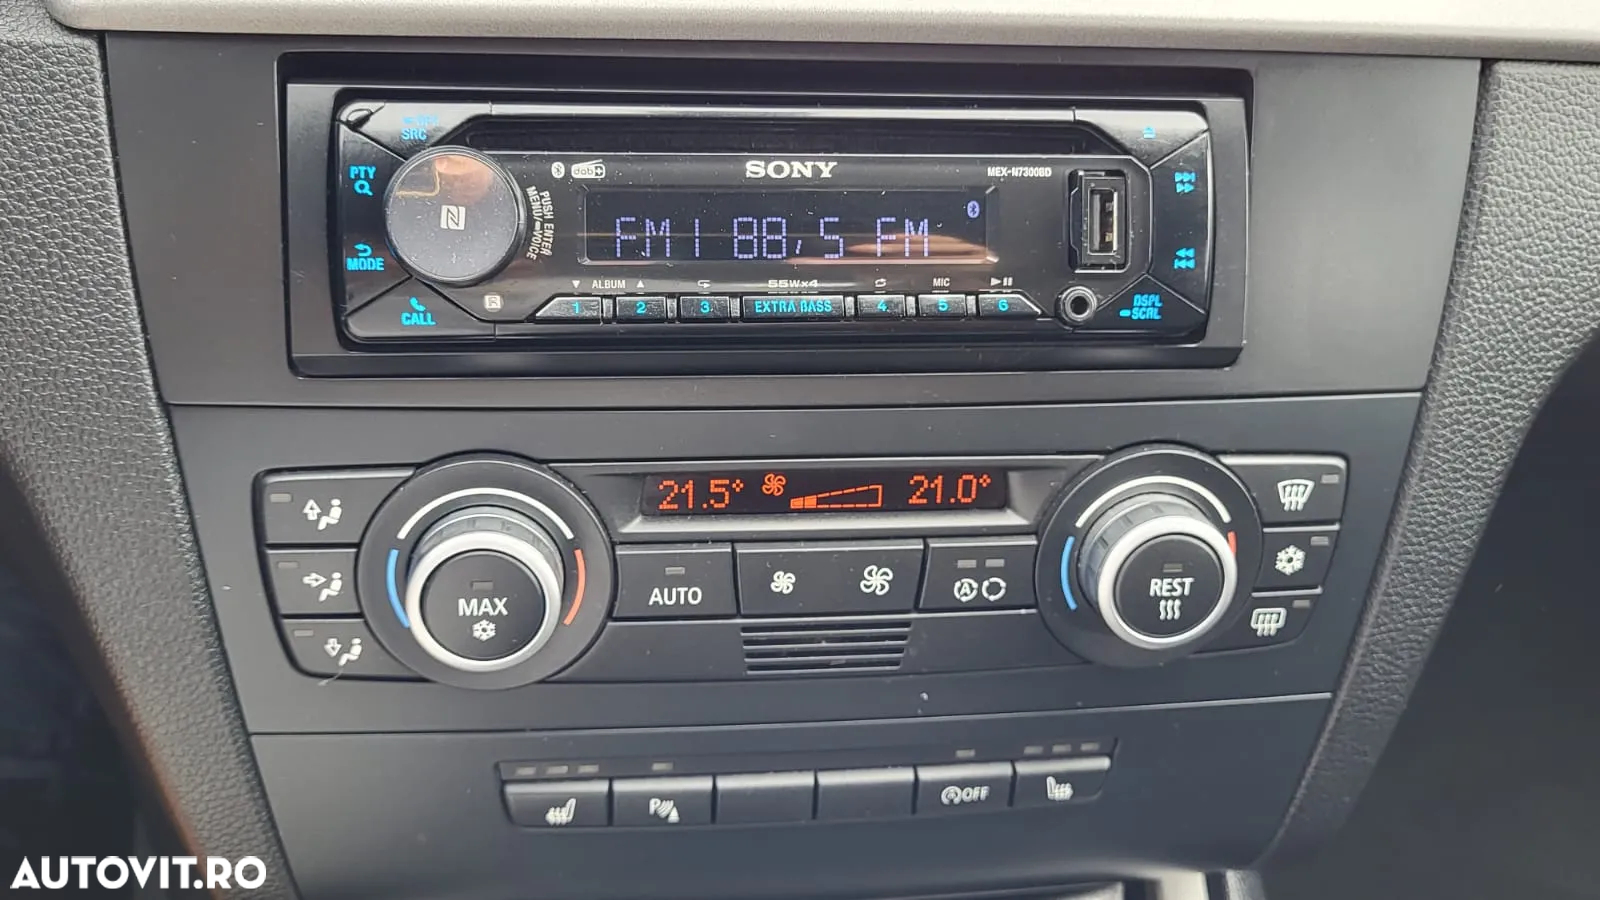 OFF
SRC
PTY
MODE
CALL
PUSH ENTER
MENU/VOICE
dab+
SONY
MEX-N7300BD
FM1 88.5 FM
ALBUM
55Wx4
MIC
1 2 3 EXTRA BASS 4 5 6
DSPL
SCRL
21.5° 21.0°
MAX
AUTO
A
REST
P
A OFF
AUTOVIT.RO